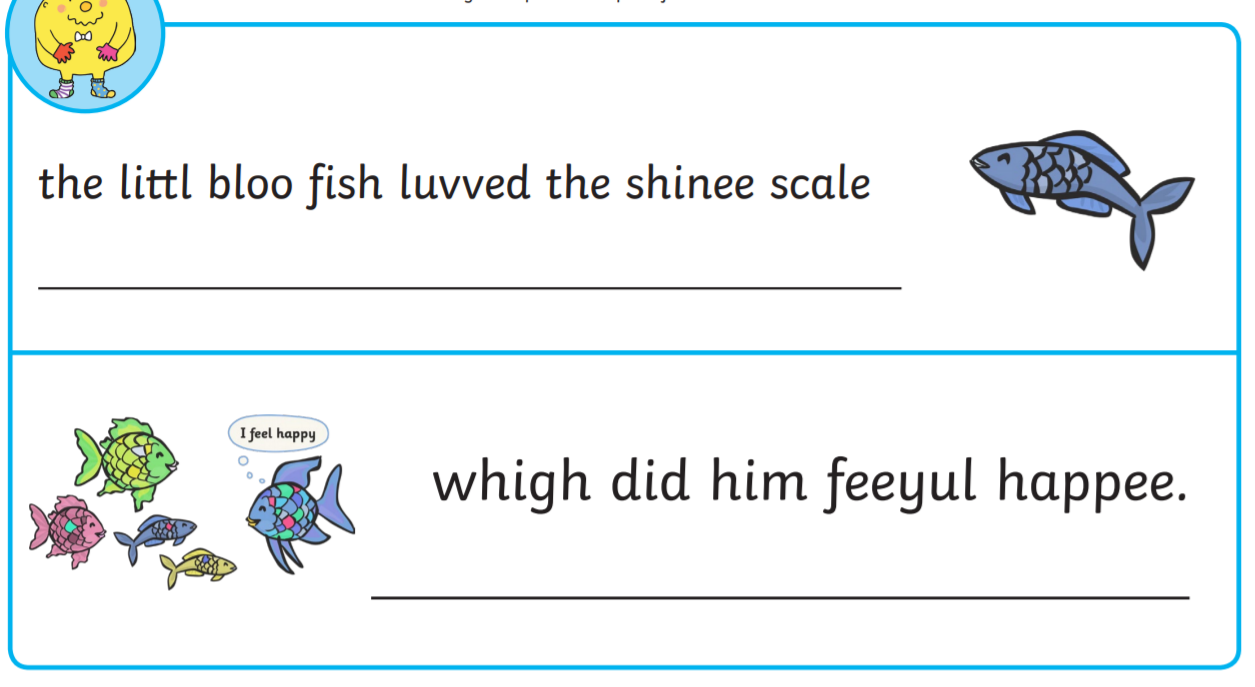 the littl bloo fish luvved the shinee scale
I feel happy
whigh did him feeyul happee.